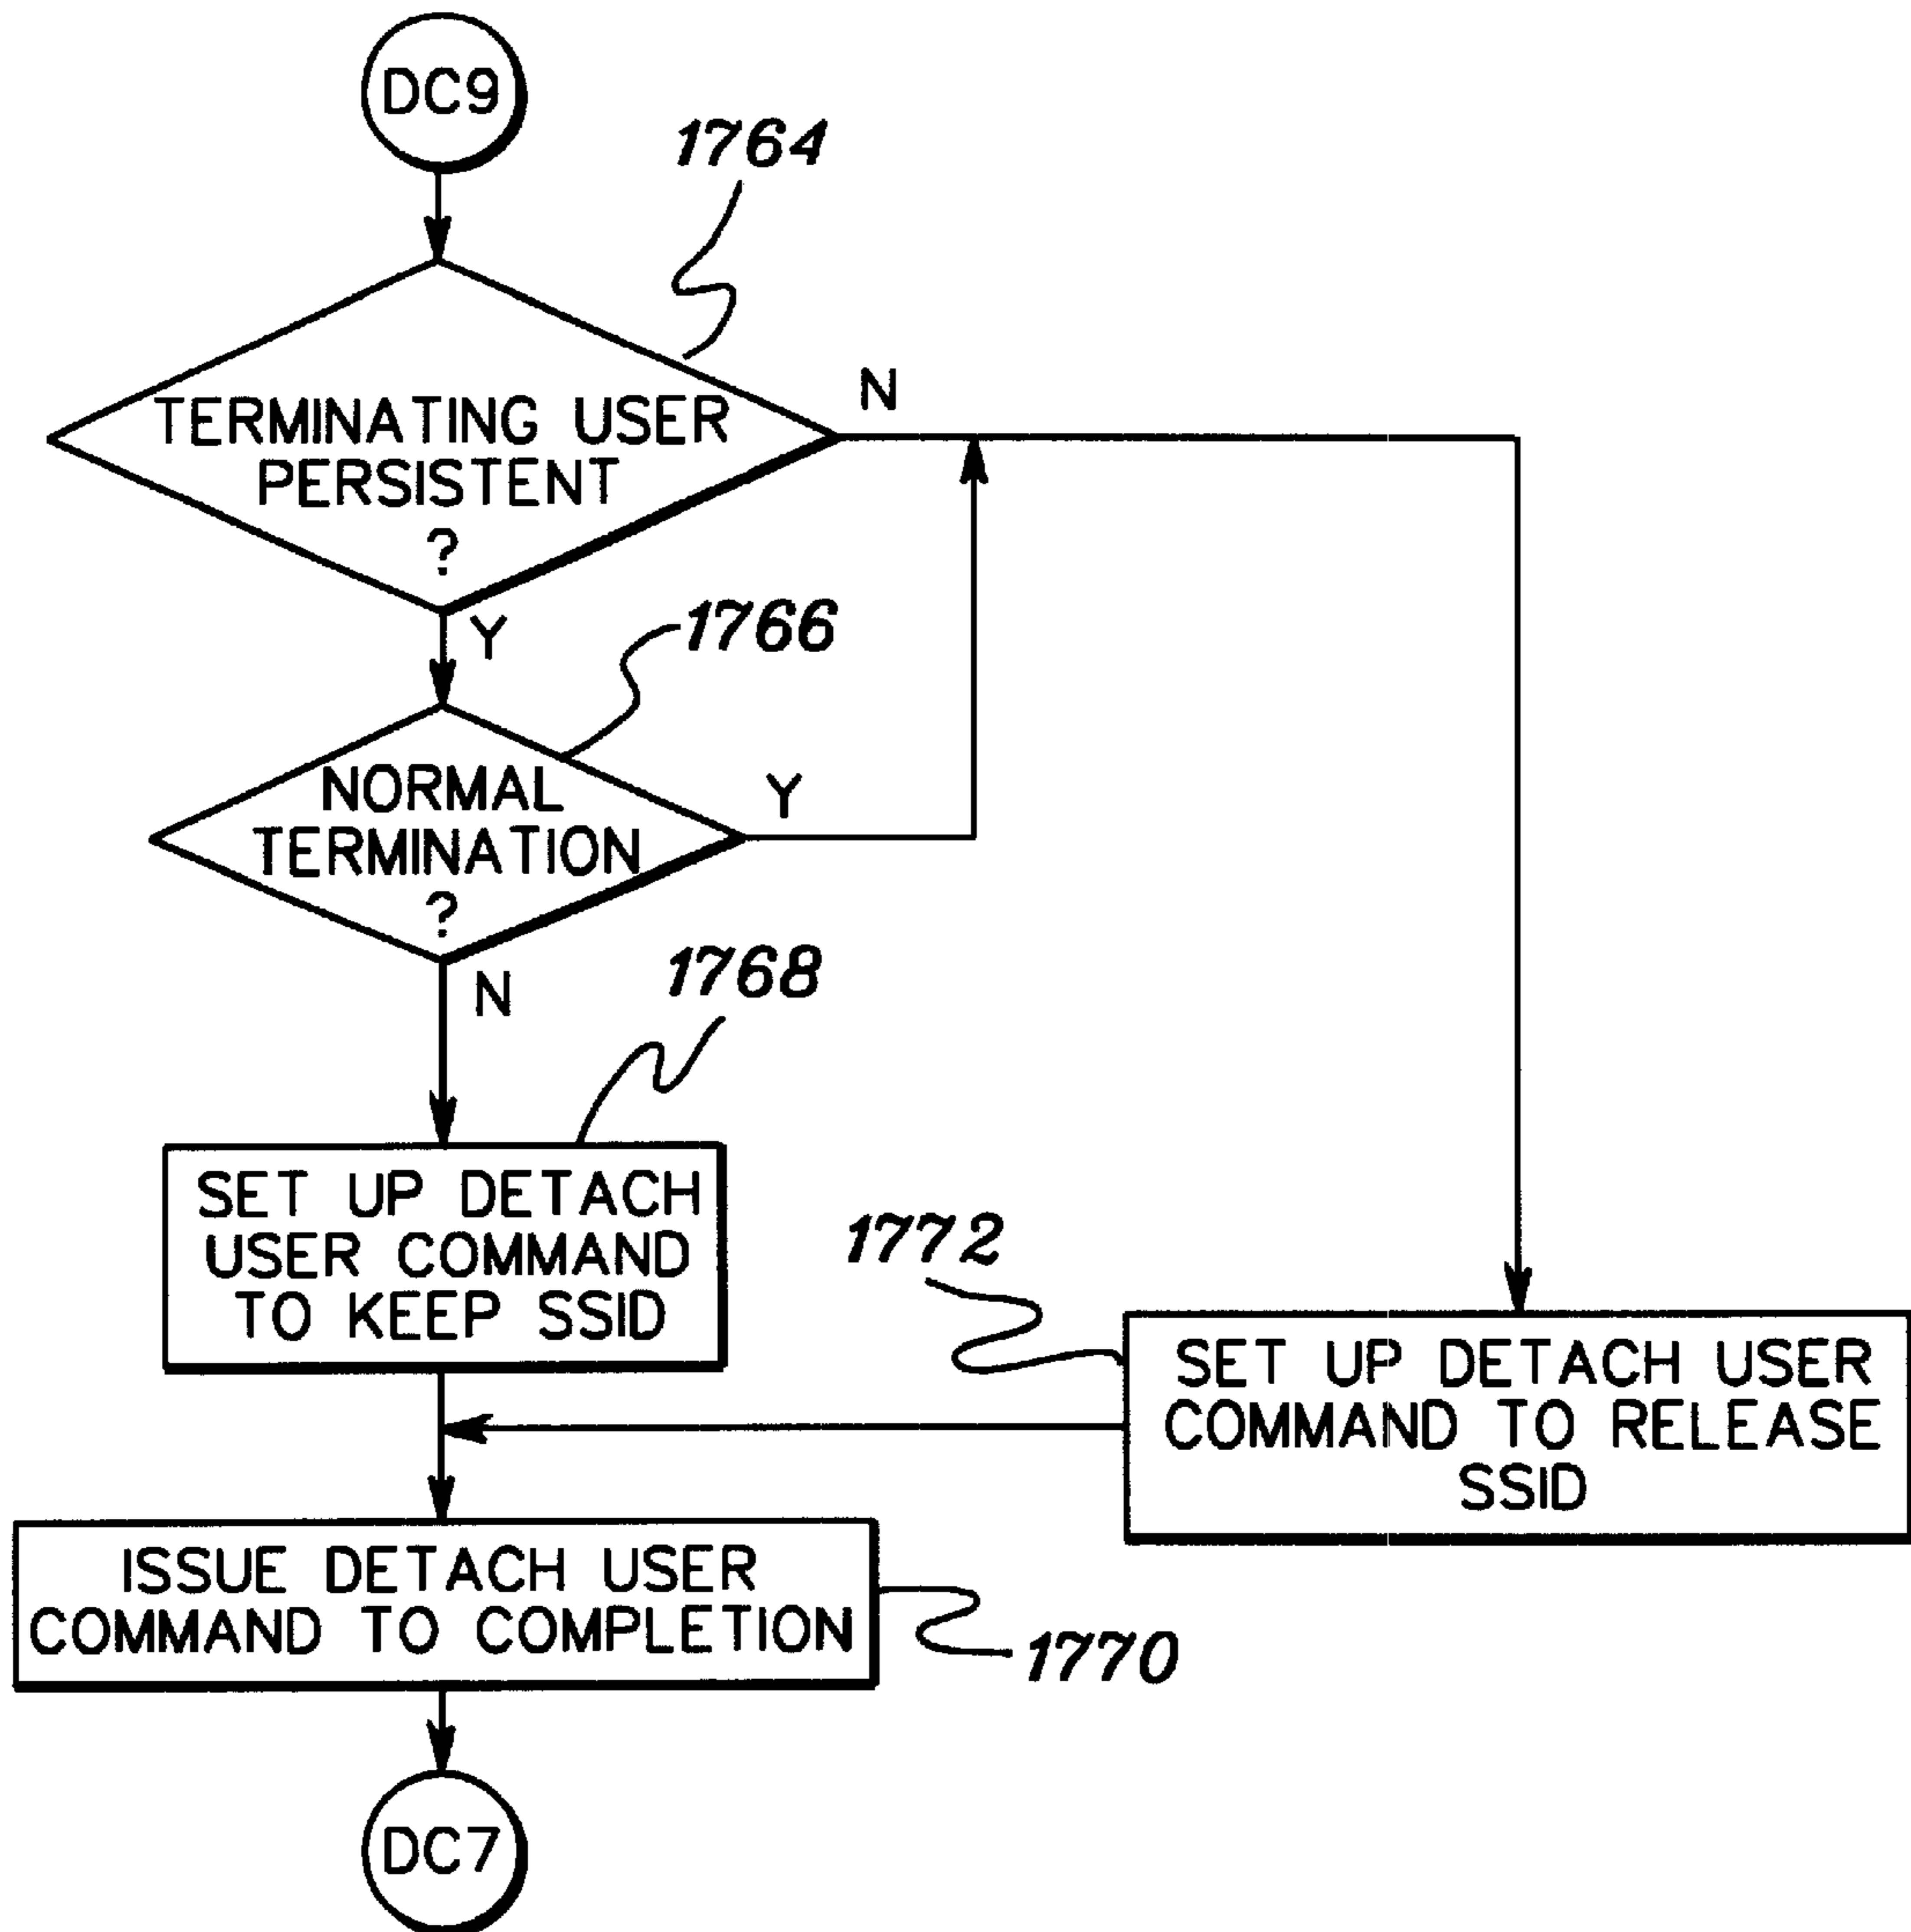 DC9
1764
TERMINATING USER
PERSISTENT
?
N
Y
1766
NORMAL
TERMINATION
?
Y
N
1768
SET UP DETACH
USER COMMAND
TO KEEP SSID
1772
SET UP DETACH USER
COMMAND TO RELEASE
SSID
ISSUE DETACH USER
COMMAND TO COMPLETION
1770
DC7